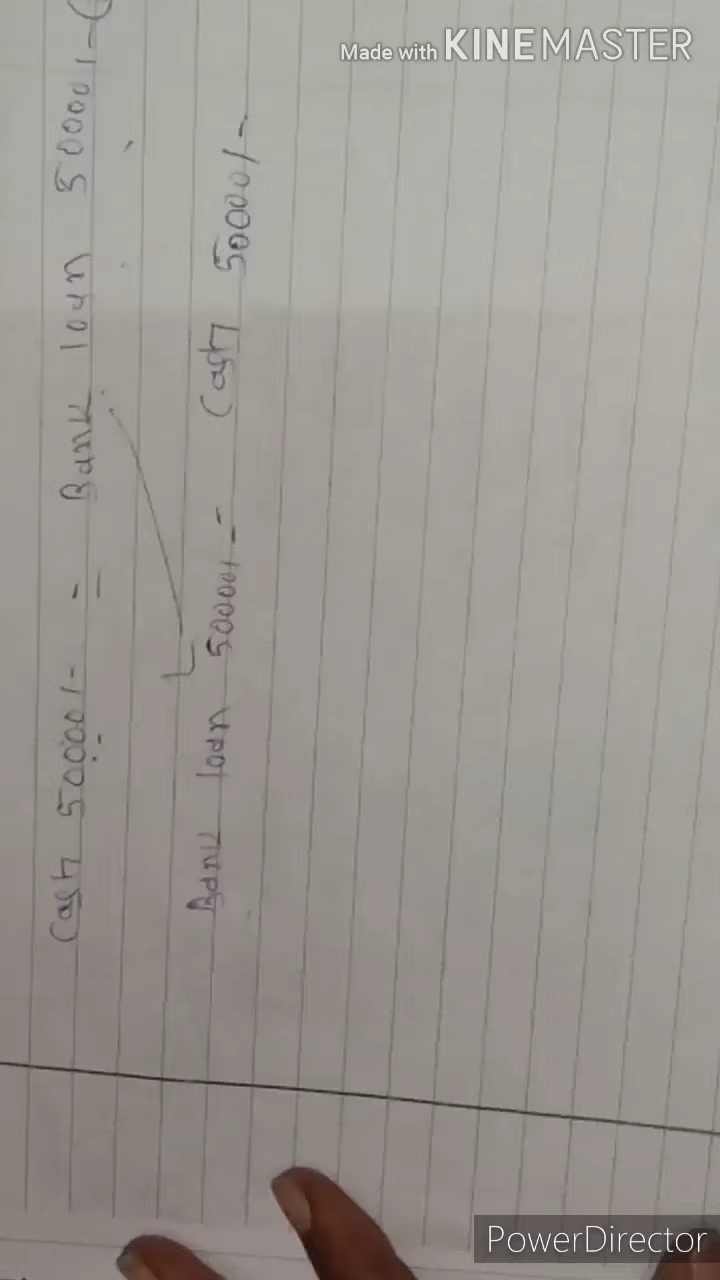 Made with KINEMASTER
Cash 50000/- = Bank loan 50000/- (
Bank loan 50000/- = Cash 50000/-
PowerDirector